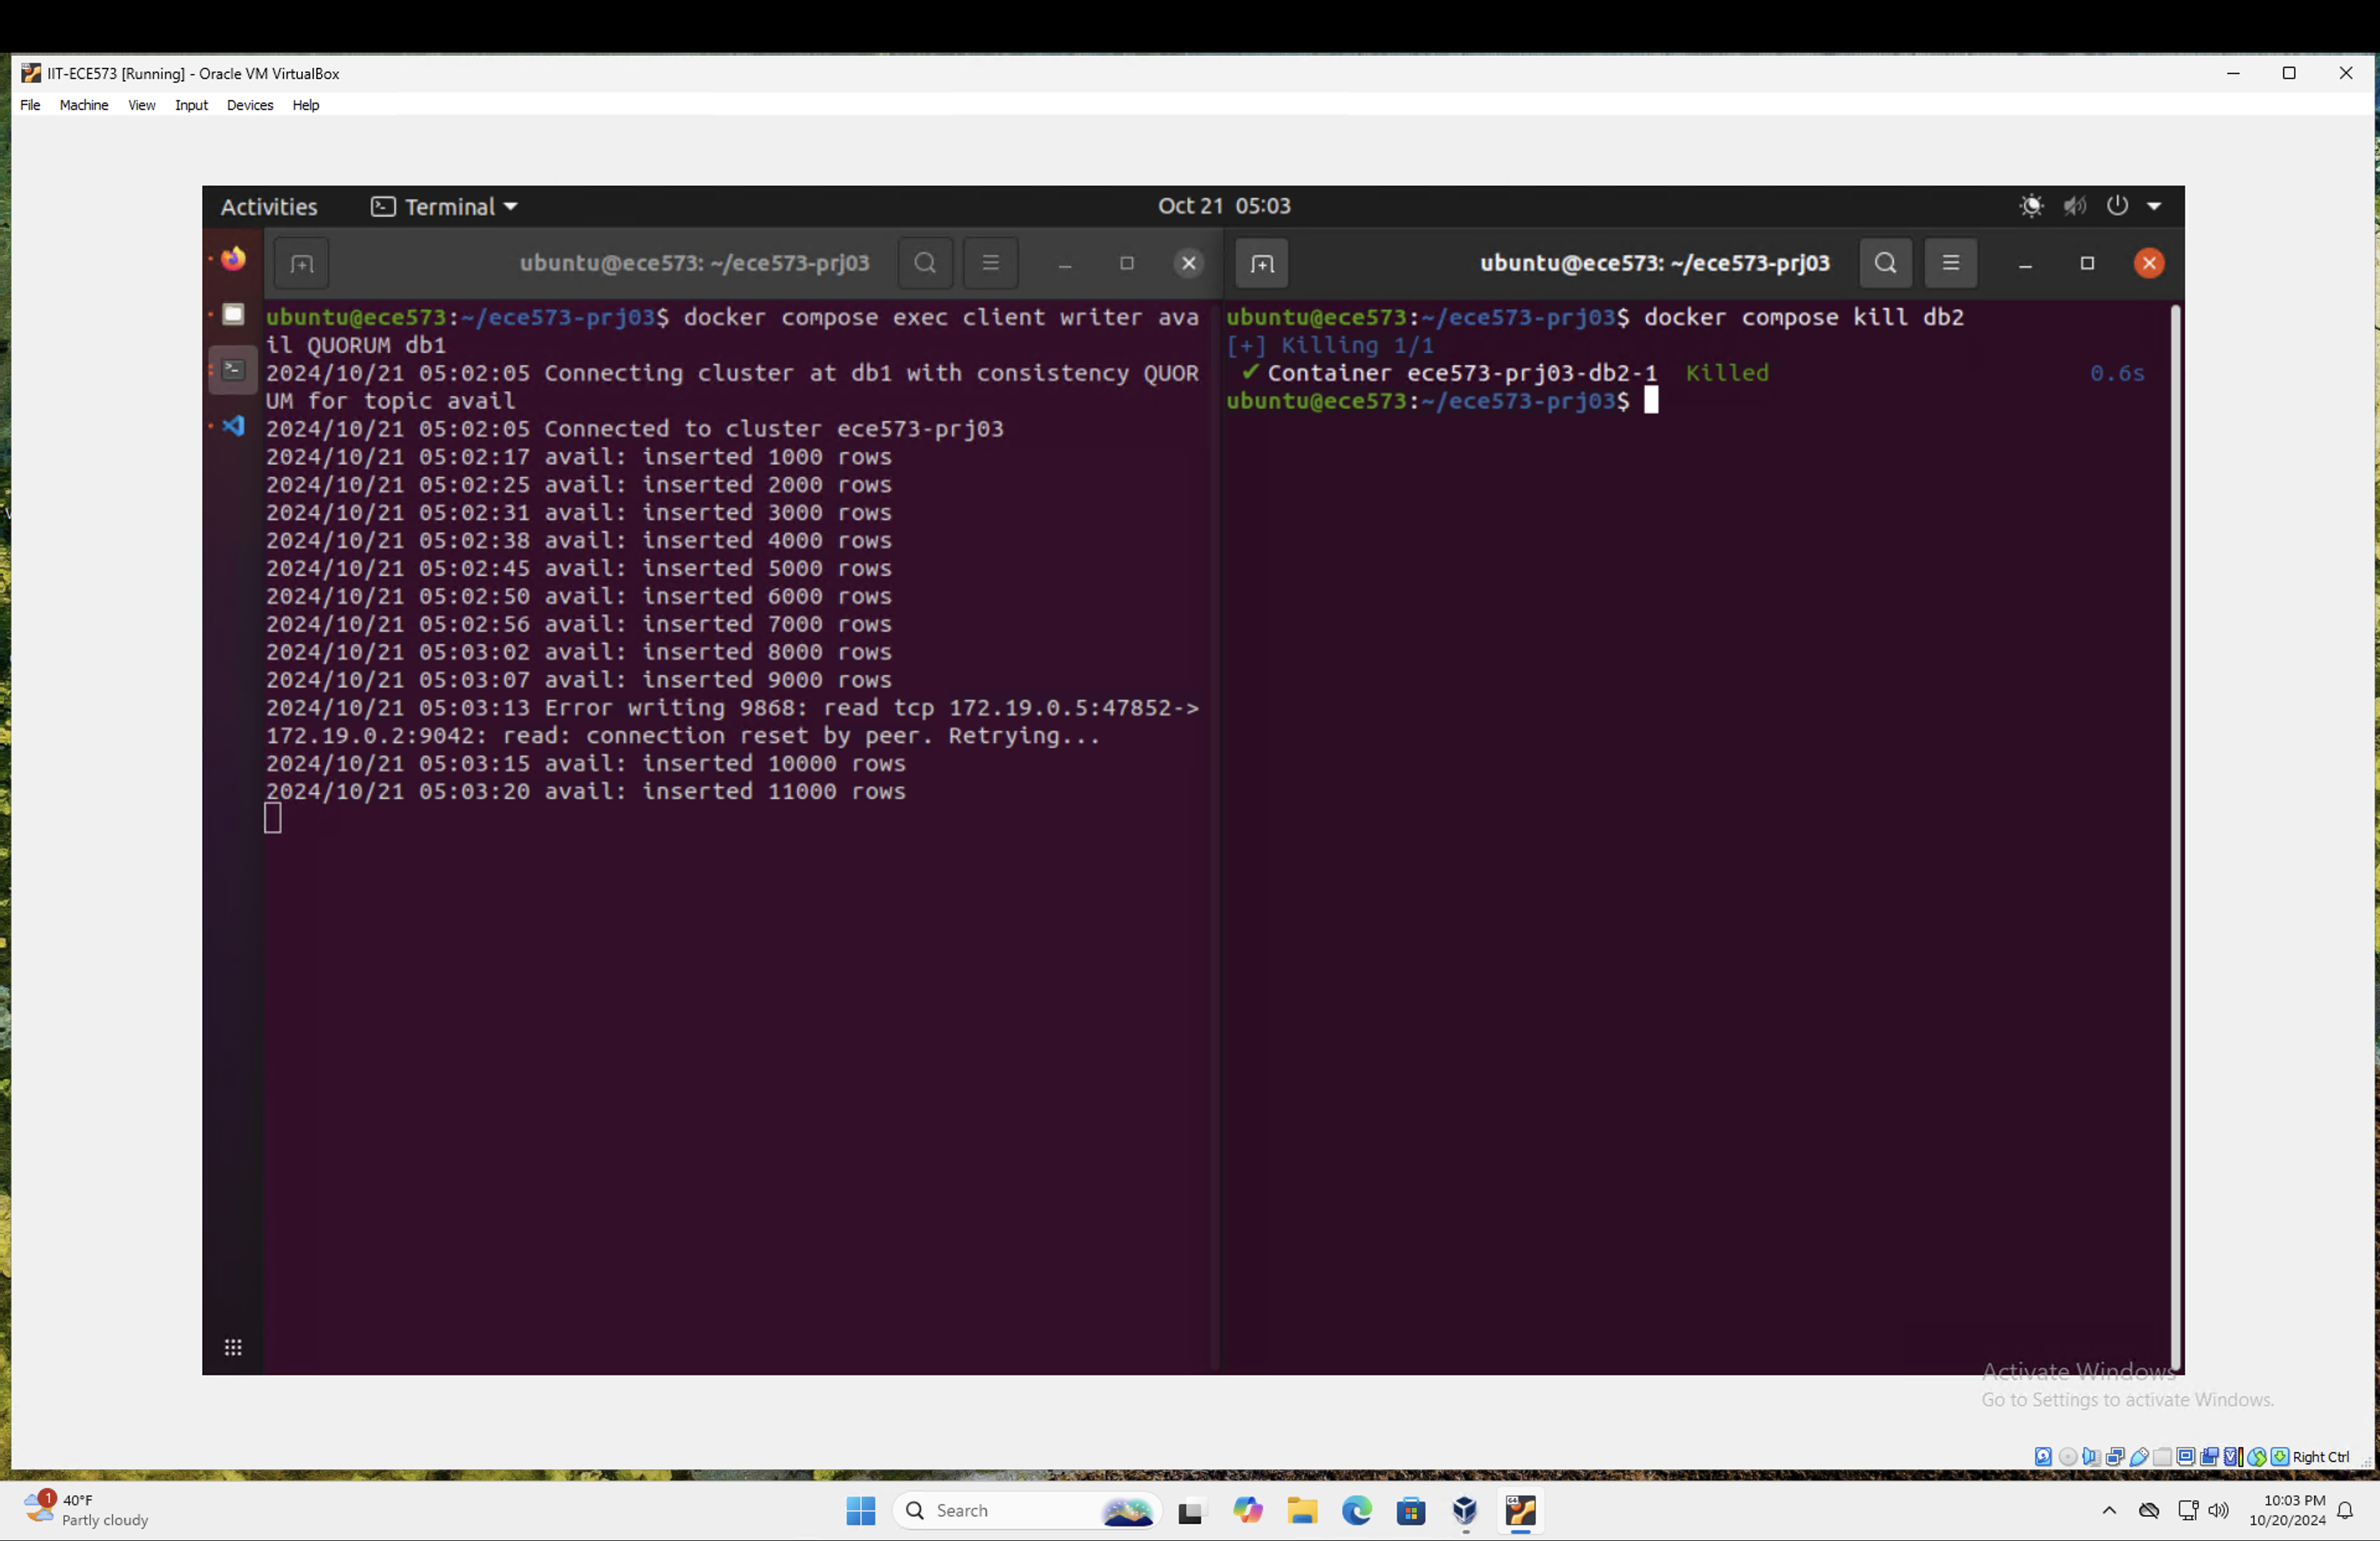 IIT-ECE573 [Running] - Oracle VM VirtualBox
File Machine View Input Devices Help
Activities Terminal Oct 21 05:03
ubuntu@ece573: ~/ece573-prj03
ubuntu@ece573:~/ece573-prj03$ docker compose exec client writer ava
il QUORUM db1
2024/10/21 05:02:05 Connecting cluster at db1 with consistency QUOR
UM for topic avail
2024/10/21 05:02:05 Connected to cluster ece573-prj03
2024/10/21 05:02:17 avail: inserted 1000 rows
2024/10/21 05:02:25 avail: inserted 2000 rows
2024/10/21 05:02:31 avail: inserted 3000 rows
2024/10/21 05:02:38 avail: inserted 4000 rows
2024/10/21 05:02:45 avail: inserted 5000 rows
2024/10/21 05:02:50 avail: inserted 6000 rows
2024/10/21 05:02:56 avail: inserted 7000 rows
2024/10/21 05:03:02 avail: inserted 8000 rows
2024/10/21 05:03:07 avail: inserted 9000 rows
2024/10/21 05:03:13 Error writing 9868: read tcp 172.19.0.5:47852->
172.19.0.2:9042: read: connection reset by peer. Retrying...
2024/10/21 05:03:15 avail: inserted 10000 rows
2024/10/21 05:03:20 avail: inserted 11000 rows
ubuntu@ece573: ~/ece573-prj03
ubuntu@ece573:~/ece573-prj03$ docker compose kill db2
[+] Killing 1/1
✔ Container ece573-prj03-db2-1 Killed 0.6s
ubuntu@ece573:~/ece573-prj03$
Activate Windows
Go to Settings to activate Windows.
Right Ctrl
1
40°F
Partly cloudy
Search
10:03 PM
10/20/2024